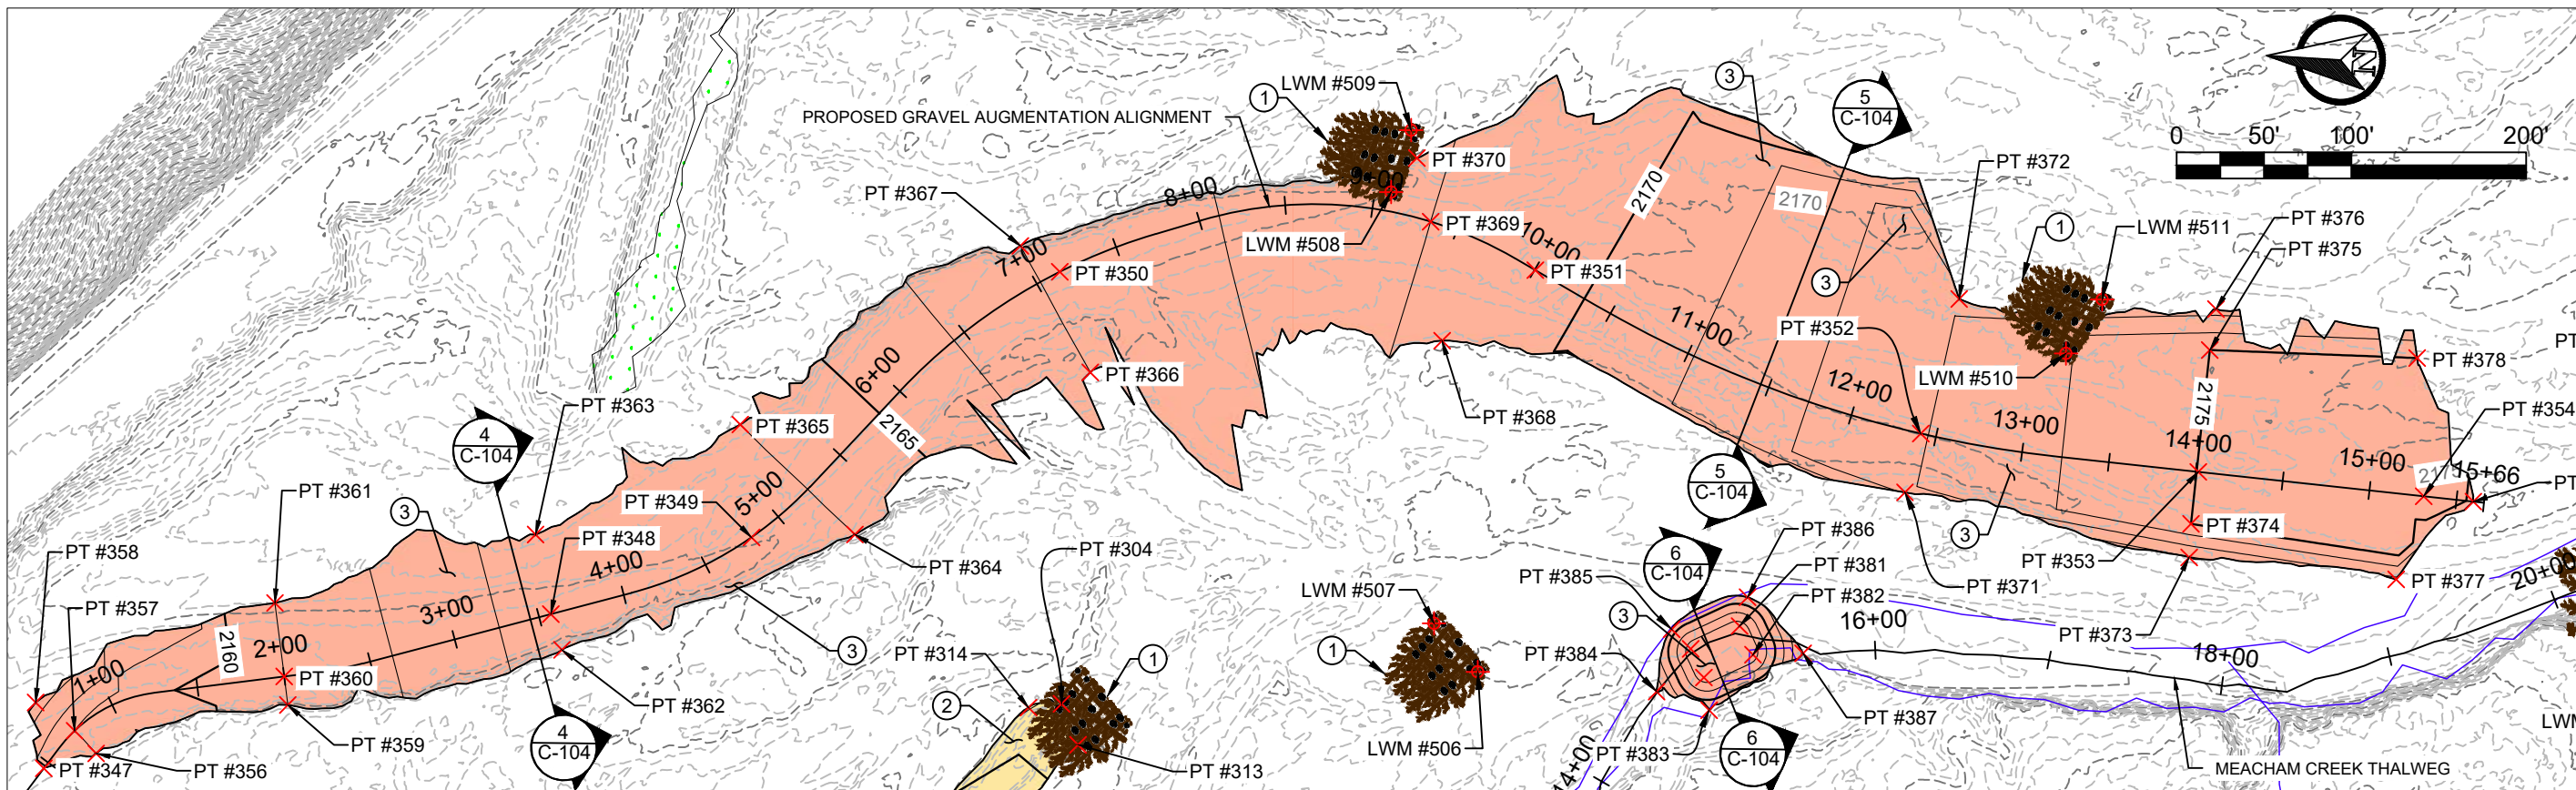 N
0 50' 100' 200'
3
5
C-104
1
LWM #509
PROPOSED GRAVEL AUGMENTATION ALIGNMENT
PT #370
PT #372
PT #367
8+00
9+00
2170
2170
PT #376
1
LWM #511
PT #369
LWM #508
10+00
PT #375
7+00
PT #350
PT #351
3
11+00
PT #352
PT #378
PT
6+00
PT #366
LWM #510
12+00
2175
PT #354
PT #363
PT #368
13+00
PT #365
2165
14+00
15+00
15+66
4
C-104
PT #361
3
PT #349
5+00
5
C-104
PT #374
PT
PT #348
PT #386
3
PT #358
PT #304
6
C-104
PT #353
4+00
PT #364
PT #385
PT #381
PT #371
PT #377
20+00
PT #357
3+00
LWM #507
PT #382
3
16+00
2160
2+00
3
PT #314
1
1
PT #384
PT #373
18+00
1+00
PT #360
PT #362
2
PT #387
PT #359
4
C-104
LWM #506
PT #383
6
C-104
LWM
PT #347
PT #356
PT #313
14+00
MEACHAM CREEK THALWEG